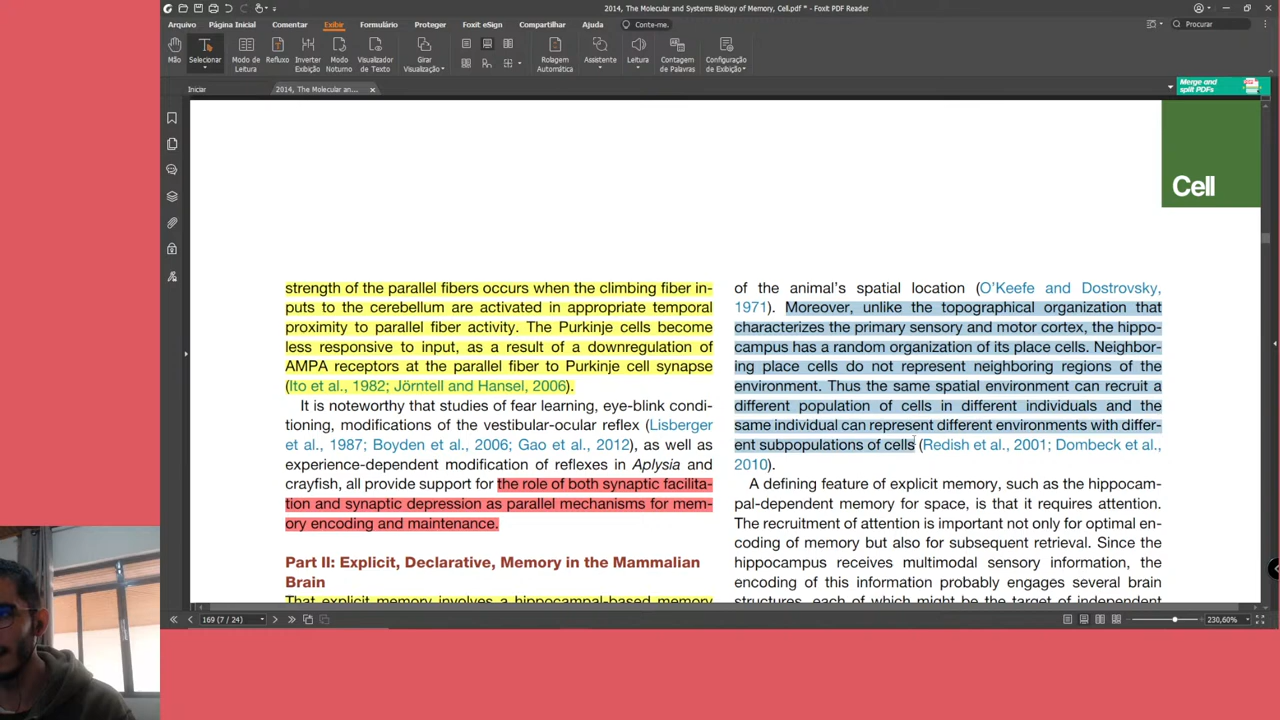 2014, The Molecular and Systems Biology of Memory, Cell.pdf * - Foxit PDF Reader
Arquivo Página Inicial Comentar Exibir Formulário Proteger Foxit eSign Compartilhar Ajuda Conte-me. Procurar
Mão Selecionar Modo de Leitura Refluxo Inverter Exibição Modo Noturno Visualizador de Texto Girar Visualização Rolagem Automática Assistente Leitura Contagem de Palavras Configuração de Exibição
Iniciar 2014, The Molecular an... Merge and split PDFs
Cell
strength of the parallel fibers occurs when the climbing fiber in-
puts to the cerebellum are activated in appropriate temporal
proximity to parallel fiber activity. The Purkinje cells become
less responsive to input, as a result of a downregulation of
AMPA receptors at the parallel fiber to Purkinje cell synapse
(Ito et al., 1982; Jörntell and Hansel, 2006).
It is noteworthy that studies of fear learning, eye-blink condi-
tioning, modifications of the vestibular-ocular reflex (Lisberger
et al., 1987; Boyden et al., 2006; Gao et al., 2012), as well as
experience-dependent modification of reflexes in Aplysia and
crayfish, all provide support for the role of both synaptic facilita-
tion and synaptic depression as parallel mechanisms for mem-
ory encoding and maintenance.
Part II: Explicit, Declarative, Memory in the Mammalian
Brain
That explicit memory involves a hippocampal-based memory
of the animal's spatial location (O'Keefe and Dostrovsky,
1971). Moreover, unlike the topographical organization that
characterizes the primary sensory and motor cortex, the hippo-
campus has a random organization of its place cells. Neighbor-
ing place cells do not represent neighboring regions of the
environment. Thus the same spatial environment can recruit a
different population of cells in different individuals and the
same individual can represent different environments with differ-
ent subpopulations of cells (Redish et al., 2001; Dombeck et al.,
2010).
A defining feature of explicit memory, such as the hippocam-
pal-dependent memory for space, is that it requires attention.
The recruitment of attention is important not only for optimal en-
coding of memory but also for subsequent retrieval. Since the
hippocampus receives multimodal sensory information, the
encoding of this information probably engages several brain
structures, each of which might be the target of independent
169 (7 / 24) 230,60%